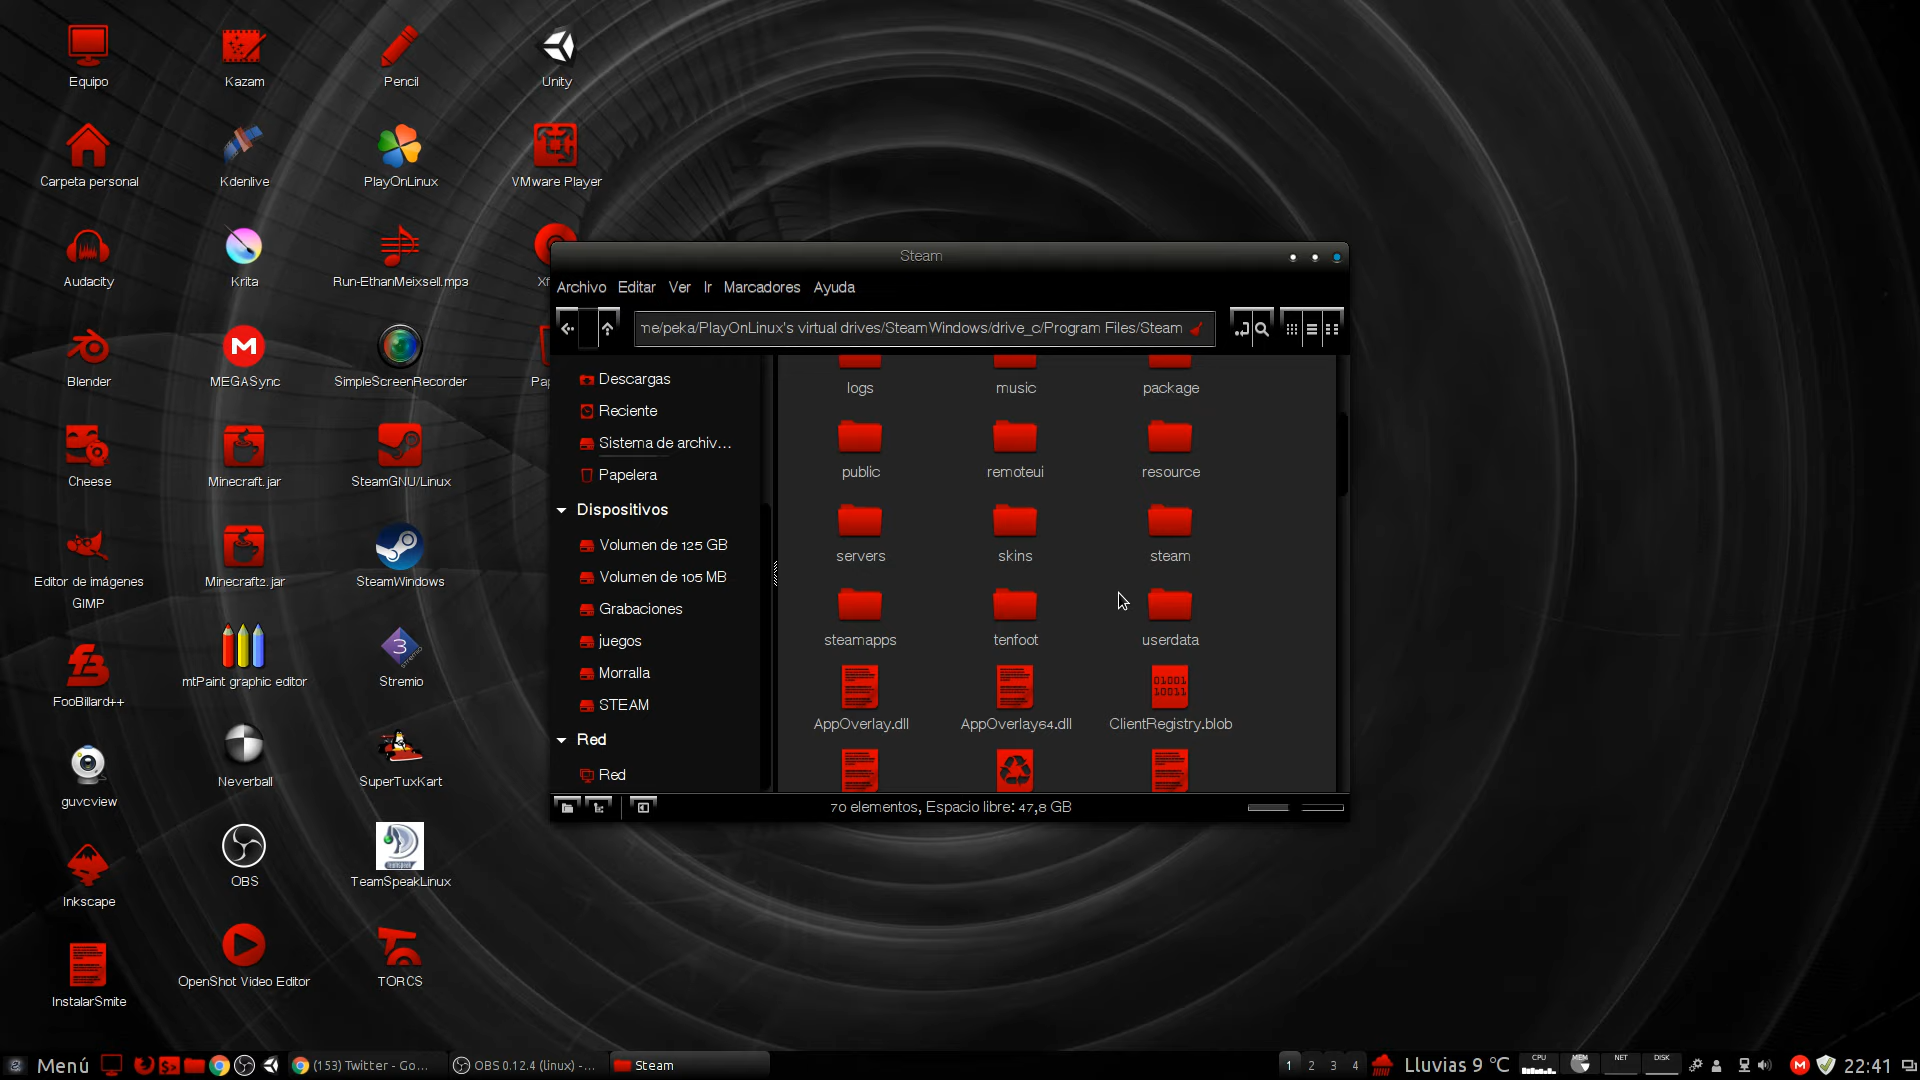 Equipo
Kazam
Pencil
Unity
Carpeta personal
Kdenlive
PlayOnLinux
VMware Player
Audacity
Krita
Run-EthanMeixsell.mp3
Blender
MEGASync
SimpleScreenRecorder
Cheese
Minecraft.jar
SteamGNU/Linux
Editor de imágenes
GIMP
Minecraft2.jar
SteamWindows
FooBillard++
mtPaint graphic editor
Stremio
guvcview
Neverball
SuperTuxKart
Inkscape
OBS
TeamSpeakLinux
InstalarSmite
OpenShot Video Editor
TORCS
Steam
Archivo Editar Ver Ir Marcadores Ayuda
ne/peka/PlayOnLinux's virtual drives/SteamWindows/drive_c/Program Files/Steam
Descargas
Reciente
Sistema de archiv...
Papelera
Dispositivos
Volumen de 125 GB
Volumen de 105 MB
Grabaciones
juegos
Morralla
STEAM
Red
Red
logs
music
package
public
remoteui
resource
servers
skins
steam
steamapps
tenfoot
userdata
AppOverlay.dll
AppOverlay64.dll
ClientRegistry.blob
70 elementos, Espacio libre: 47,8 GB
Menú
(153) Twitter - Go...
OBS 0.12.4 (linux) -...
Steam
1 2 3 4
Lluvias 9 °C
CPU MEM NET DISK
22:41